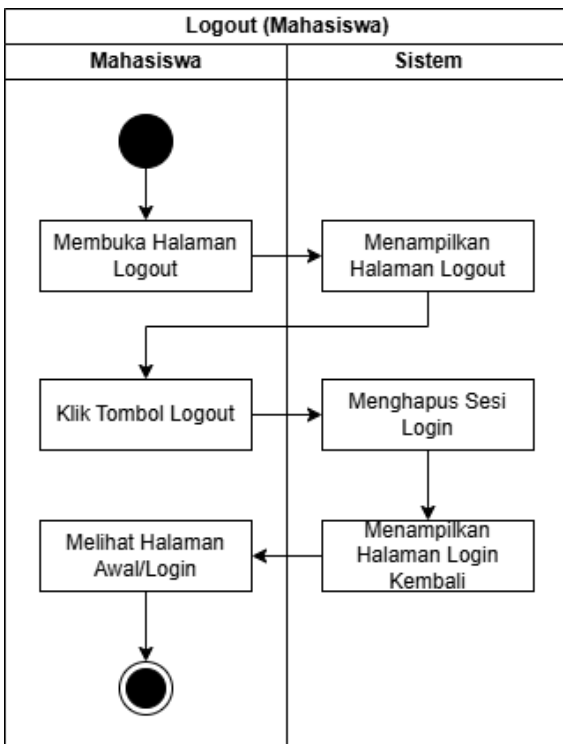 Logout (Mahasiswa)
Mahasiswa
Sistem
Membuka Halaman
Logout
Menampilkan
Halaman Logout
Klik Tombol Logout
Menghapus Sesi
Login
Menampilkan
Halaman Login
Kembali
Melihat Halaman
Awal/Login